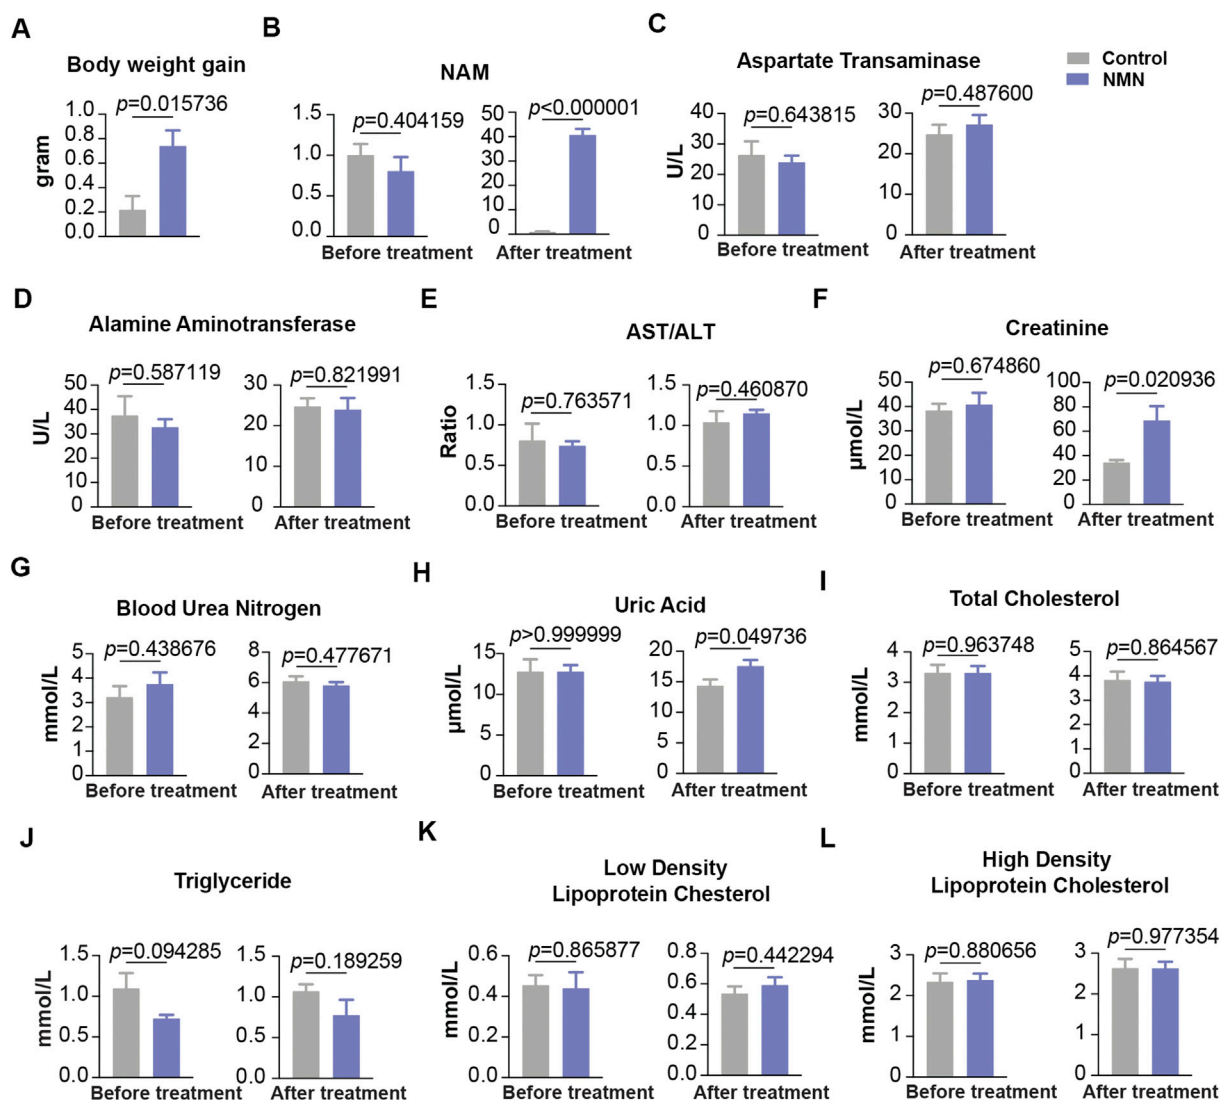 A
Body weight gain
p=0.015736
gram
1.0
0.8
0.6
0.4
0.2
0.0
B
NAM
p=0.404159
1.5
1.0
0.5
0.0
Before treatment
p<0.000001
50
40
30
20
10
0
After treatment
C
Aspartate Transaminase
p=0.643815
U/L
40
30
20
10
0
Before treatment
p=0.487600
30
20
10
0
After treatment
Control
NMN
D
Alamine Aminotransferase
p=0.587119
U/L
50
40
30
20
10
0
Before treatment
p=0.821991
30
20
10
0
After treatment
E
AST/ALT
p=0.763571
Ratio
1.5
1.0
0.5
0.0
Before treatment
p=0.460870
1.5
1.0
0.5
0.0
After treatment
F
Creatinine
p=0.674860
µmol/L
50
40
30
20
10
0
Before treatment
p=0.020936
100
80
60
40
20
0
After treatment
G
Blood Urea Nitrogen
p=0.438676
mmol/L
5
4
3
2
1
0
Before treatment
p=0.477671
8
6
4
2
0
After treatment
H
Uric Acid
p>0.999999
µmol/L
15
10
5
0
Before treatment
p=0.049736
20
15
10
5
0
After treatment
I
Total Cholesterol
p=0.963748
mmol/L
4
3
2
1
0
Before treatment
p=0.864567
5
4
3
2
1
0
After treatment
J
Triglyceride
p=0.094285
mmol/L
1.5
1.0
0.5
0.0
Before treatment
p=0.189259
1.5
1.0
0.5
0.0
After treatment
K
Low Density
Lipoprotein Chesterol
p=0.865877
mmol/L
0.6
0.4
0.2
0.0
Before treatment
p=0.442294
0.8
0.6
0.4
0.2
0.0
After treatment
L
High Density
Lipoprotein Cholesterol
p=0.880656
mmol/L
3
2
1
0
Before treatment
p=0.977354
3
2
1
0
After treatment